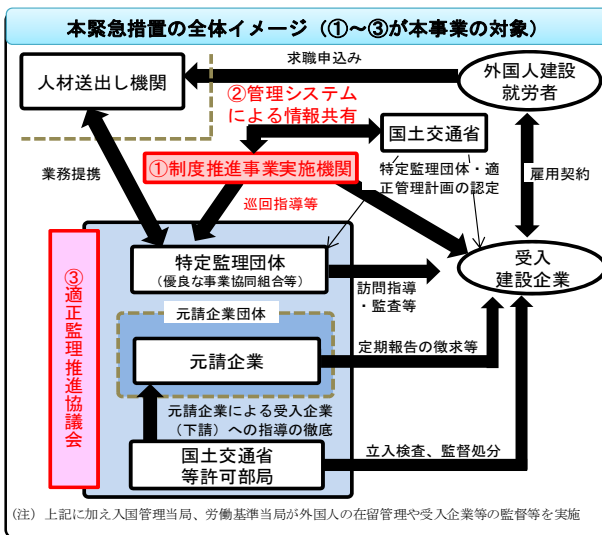 本緊急措置の全体イメージ（①～③が本事業の対象）
求職申込み
人材送出し機関
外国人建設
就労者
②管理システム
による情報共有
国土交通省
①制度推進事業実施機関
特定監理団体・適
正管理計画の認定
業務提携
雇用契約
巡回指導等
特定監理団体
（優良な事業協同組合等）
受入
建設企業
訪問指導
・監査等
③適正監理推進協議会
元請企業団体
元請企業
定期報告の徴求等
元請企業による受入企業
（下請）への指導の徹底
国土交通省
等許可部局
立入検査、監督処分
（注）上記に加え入国管理当局、労働基準当局が外国人の在留管理や受入企業等の監督等を実施